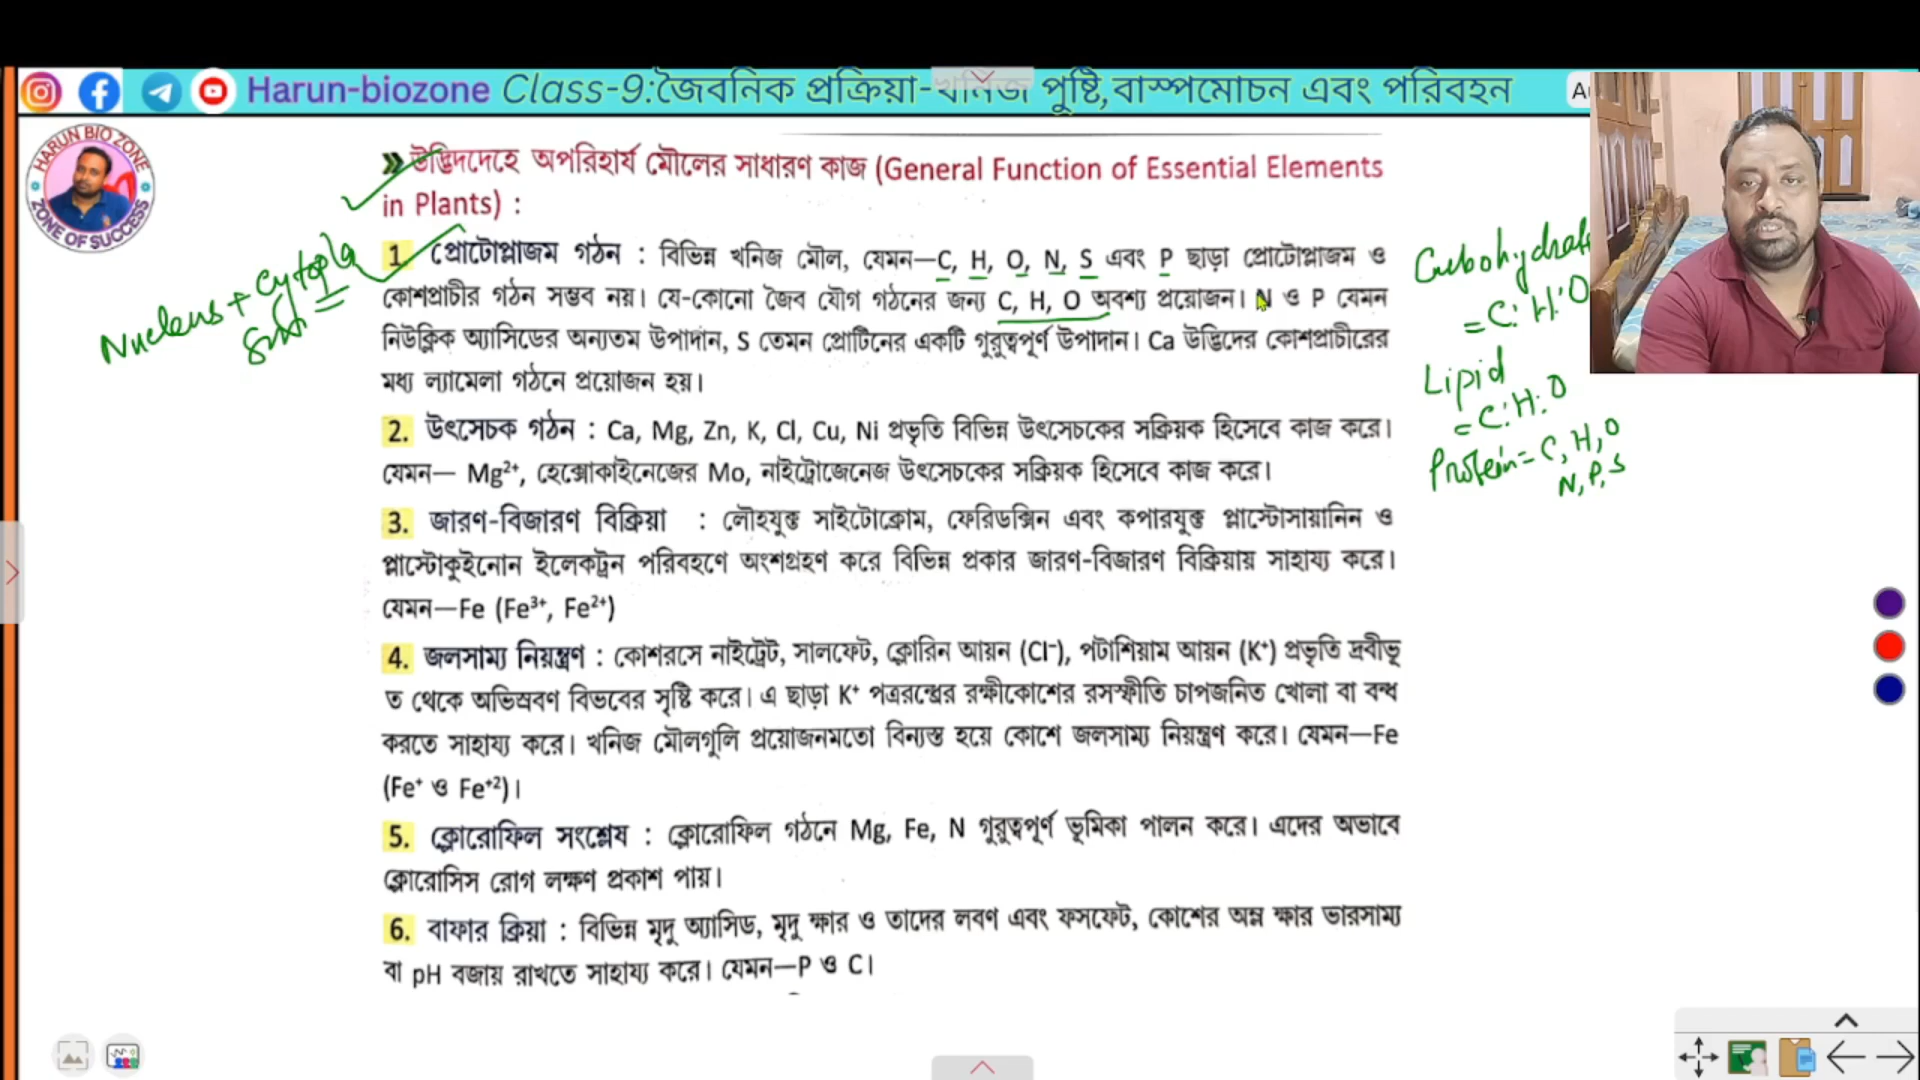 Harun-biozone Class-9:জৈবনিক প্রক্রিয়া-খনিজ পুষ্টি,বাস্পমোচন এবং পরিবহন
HARUN BIO ZONE
ZONE OF SUCCESS
উদ্ভিদদেহে অপরিহার্য মৌলের সাধারণ কাজ (General Function of Essential Elements
in Plants) :
1. প্রোটোপ্লাজম গঠন : বিভিন্ন খনিজ মৌল, যেমন—C, H, O, N, S এবং P ছাড়া প্রোটোপ্লাজম ও
কোশপ্রাচীর গঠন সম্ভব নয়। যে-কোনো জৈব যৌগ গঠনের জন্য C, H, O অবশ্য প্রয়োজন। N ও P যেমন
নিউক্লিক অ্যাসিডের অন্যতম উপাদান, S তেমন প্রোটিনের একটি গুরুত্বপূর্ণ উপাদান। Ca উদ্ভিদের কোশপ্রাচীরের
মধ্য ল্যামেলা গঠনে প্রয়োজন হয়।
2. উৎসেচক গঠন : Ca, Mg, Zn, K, Cl, Cu, Ni প্রভৃতি বিভিন্ন উৎসেচকের সক্রিয়ক হিসেবে কাজ করে।
যেমন— Mg²⁺, হেক্সোকাইনেজের Mo, নাইট্রোজেনেজ উৎসেচকের সক্রিয়ক হিসেবে কাজ করে।
3. জারণ-বিজারণ বিক্রিয়া : লৌহযুক্ত সাইটোক্রোম, ফেরিডক্সিন এবং কপারযুক্ত প্লাস্টোসায়ানিন ও
প্লাস্টোকুইনোন ইলেকট্রন পরিবহণে অংশগ্রহণ করে বিভিন্ন প্রকার জারণ-বিজারণ বিক্রিয়ায় সাহায্য করে।
যেমন—Fe (Fe³⁺, Fe²⁺)
4. জলসাম্য নিয়ন্ত্রণ : কোশরসে নাইট্রেট, সালফেট, ক্লোরিন আয়ন (Cl⁻), পটাশিয়াম আয়ন (K⁺) প্রভৃতি দ্রবীভূ
ত থেকে অভিস্রবণ বিভবের সৃষ্টি করে। এ ছাড়া K⁺ পত্ররন্ধ্রের রক্ষীকোশের রসস্ফীতি চাপজনিত খোলা বা বন্ধ
করতে সাহায্য করে। খনিজ মৌলগুলি প্রয়োজনমতো বিন্যস্ত হয়ে কোশে জলসাম্য নিয়ন্ত্রণ করে। যেমন—Fe
(Fe⁺ ও Fe⁺²)।
5. ক্লোরোফিল সংশ্লেষ : ক্লোরোফিল গঠনে Mg, Fe, N গুরুত্বপূর্ণ ভূমিকা পালন করে। এদের অভাবে
ক্লোরোসিস রোগ লক্ষণ প্রকাশ পায়।
6. বাফার ক্রিয়া : বিভিন্ন মৃদু অ্যাসিড, মৃদু ক্ষার ও তাদের লবণ এবং ফসফেট, কোশের অম্ল ক্ষার ভারসাম্য
বা pH বজায় রাখতে সাহায্য করে। যেমন—P ও C।
Nucleus + Cytopla
sm
Carbohydrate
= C:H:O
Lipid
= C:H:O
Protein = C, H, O
N, P, S